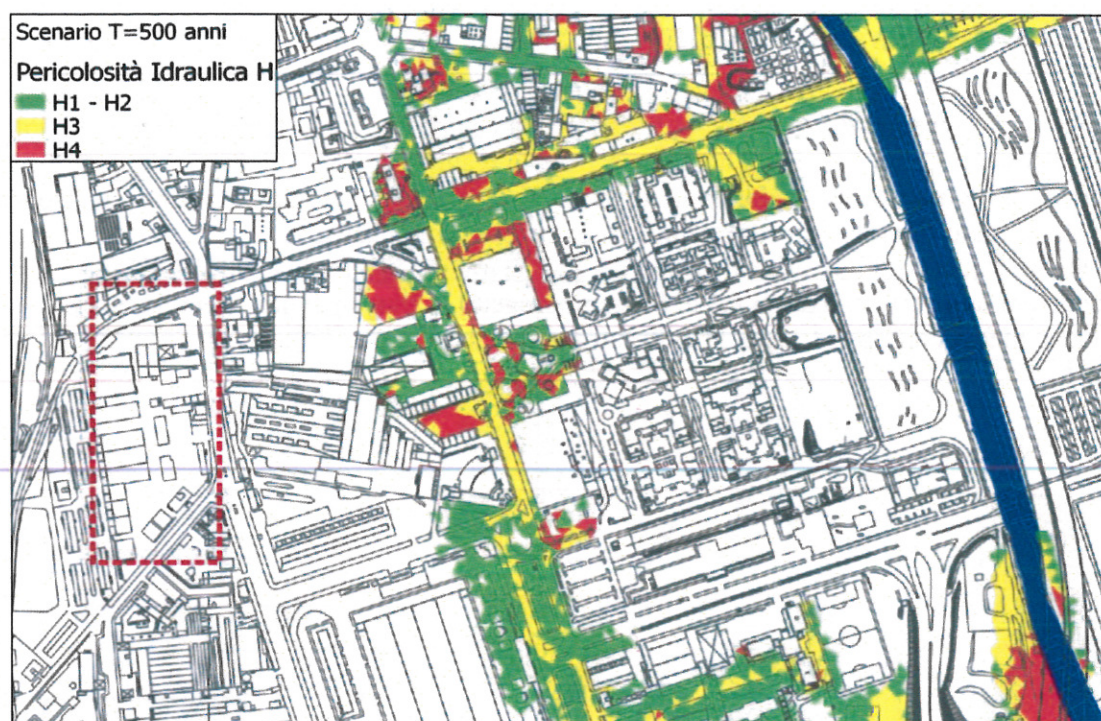 Scenario T=500 anni
Pericolosità Idraulica H
H1 - H2
H3
H4